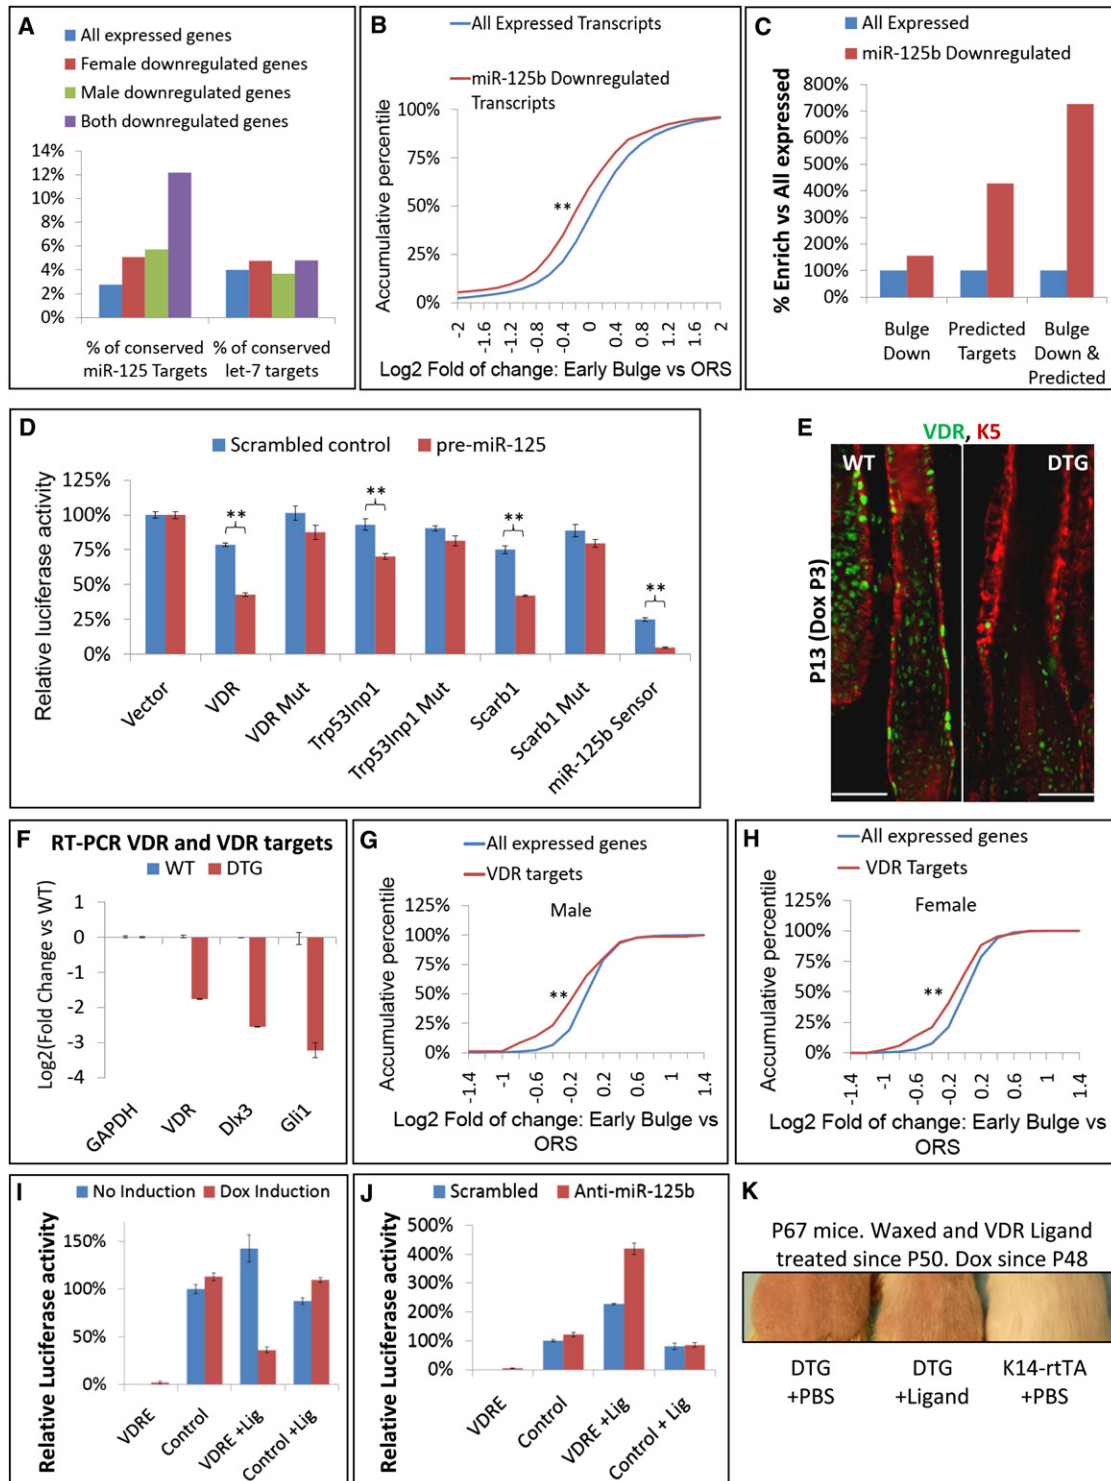 A
All expressed genes
Female downregulated genes
Male downregulated genes
Both downregulated genes
14%
12%
10%
8%
6%
4%
2%
0%
% of conserved
miR-125 Targets
% of conserved
let-7 targets
B
All Expressed Transcripts
miR-125b Downregulated
Transcripts
Accumulative percentile
100%
75%
50%
25%
0%
**
-2
-1.6
-1.2
-0.8
-0.4
0
0.4
0.8
1.2
1.6
2
Log2 Fold of change: Early Bulge vs ORS
C
All Expressed
miR-125b Downregulated
% Enrich vs All expressed
800%
700%
600%
500%
400%
300%
200%
100%
0%
Bulge
Down
Predicted
Targets
Bulge
Down &
Predicted
D
Scrambled control
pre-miR-125
Relative luciferase activity
125%
100%
75%
50%
25%
0%
**
**
**
**
Vector
VDR
VDR Mut
Trp53Inp1
Trp53Inp1 Mut
Scarb1
Scarb1 Mut
miR-125b Sensor
E
VDR, K5
WT
DTG
P13 (Dox P3)
F
RT-PCR VDR and VDR targets
WT
DTG
Log2(Fold Change vs WT)
1
0
-1
-2
-3
-4
GAPDH
VDR
Dlx3
Gli1
G
All expressed genes
VDR targets
Male
Accumulative percentile
125%
100%
75%
50%
25%
0%
**
-1.4
-1
-0.6
-0.2
0.2
0.6
1
1.4
Log2 Fold of change: Early Bulge vs
ORS
H
All expressed genes
VDR Targets
Female
Accumulative percentile
125%
100%
75%
50%
25%
0%
**
-1.4
-1
-0.6
-0.2
0.2
0.6
1
1.4
Log2 Fold of change: Early Bulge vs
ORS
I
No Induction
Dox Induction
Relative Luciferase activity
150%
100%
50%
0%
VDRE
Control
VDRE +Lig
Control +Lig
J
Scrambled
Anti-miR-125b
Relative Luciferase activity
500%
400%
300%
200%
100%
0%
VDRE
Control
VDRE +Lig
Control + Lig
K
P67 mice. Waxed and VDR Ligand
treated since P50. Dox since P48
DTG
+PBS
DTG
+Ligand
K14-rtTA
+PBS